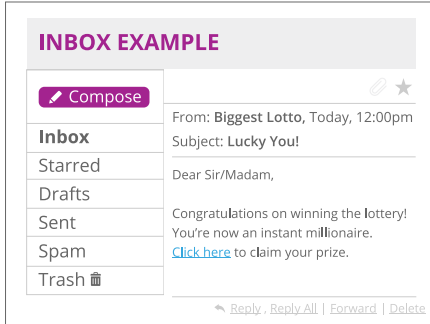 INBOX EXAMPLE
Compose
Inbox
Starred
Drafts
Sent
Spam
Trash
From: Biggest Lotto, Today, 12:00pm
Subject: Lucky You!
Dear Sir/Madam,
Congratulations on winning the lottery!
You're now an instant millionaire.
Click here to claim your prize.
Reply , Reply All | Forward | Delete